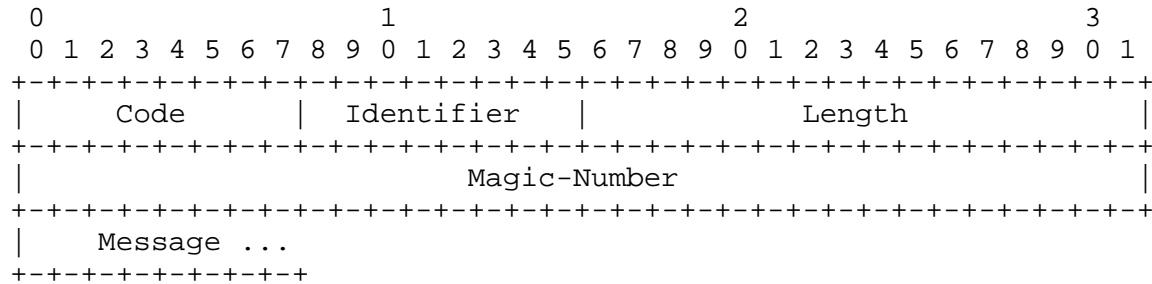 0                   1                   2                   3
 0 1 2 3 4 5 6 7 8 9 0 1 2 3 4 5 6 7 8 9 0 1 2 3 4 5 6 7 8 9 0 1
+-+-+-+-+-+-+-+-+-+-+-+-+-+-+-+-+-+-+-+-+-+-+-+-+-+-+-+-+-+-+-+-+
|     Code      |  Identifier   |            Length             |
+-+-+-+-+-+-+-+-+-+-+-+-+-+-+-+-+-+-+-+-+-+-+-+-+-+-+-+-+-+-+-+-+
|                         Magic-Number                          |
+-+-+-+-+-+-+-+-+-+-+-+-+-+-+-+-+-+-+-+-+-+-+-+-+-+-+-+-+-+-+-+-+
|    Message ...
+-+-+-+-+-+-+-+-+